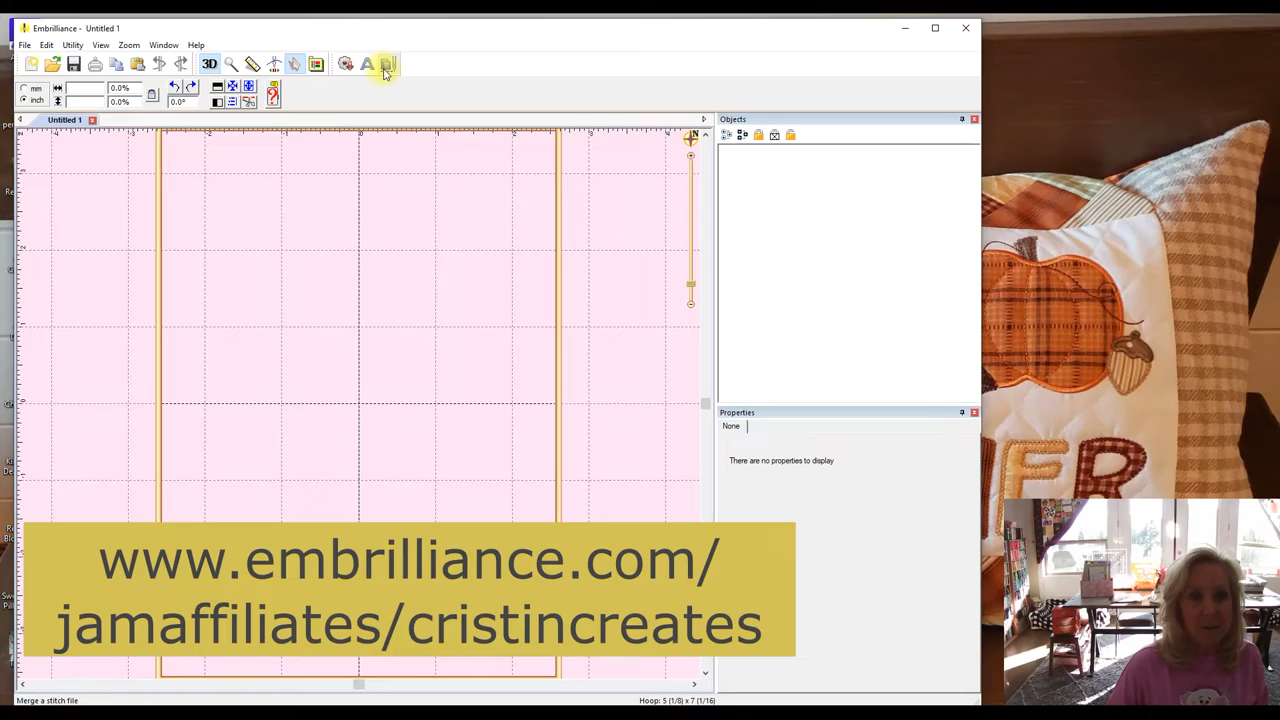 Embrilliance - Untitled 1
File Edit Utility View Zoom Window Help
3D A
mm 0.0%
inch 0.0% 0.0° ?
Untitled 1
Objects
N
Properties
None
There are no properties to display
FR
www.embrilliance.com/
jamaffiliates/cristincreates
Merge a stitch file Hoop: 5 (1/8) x 7 (1/16)